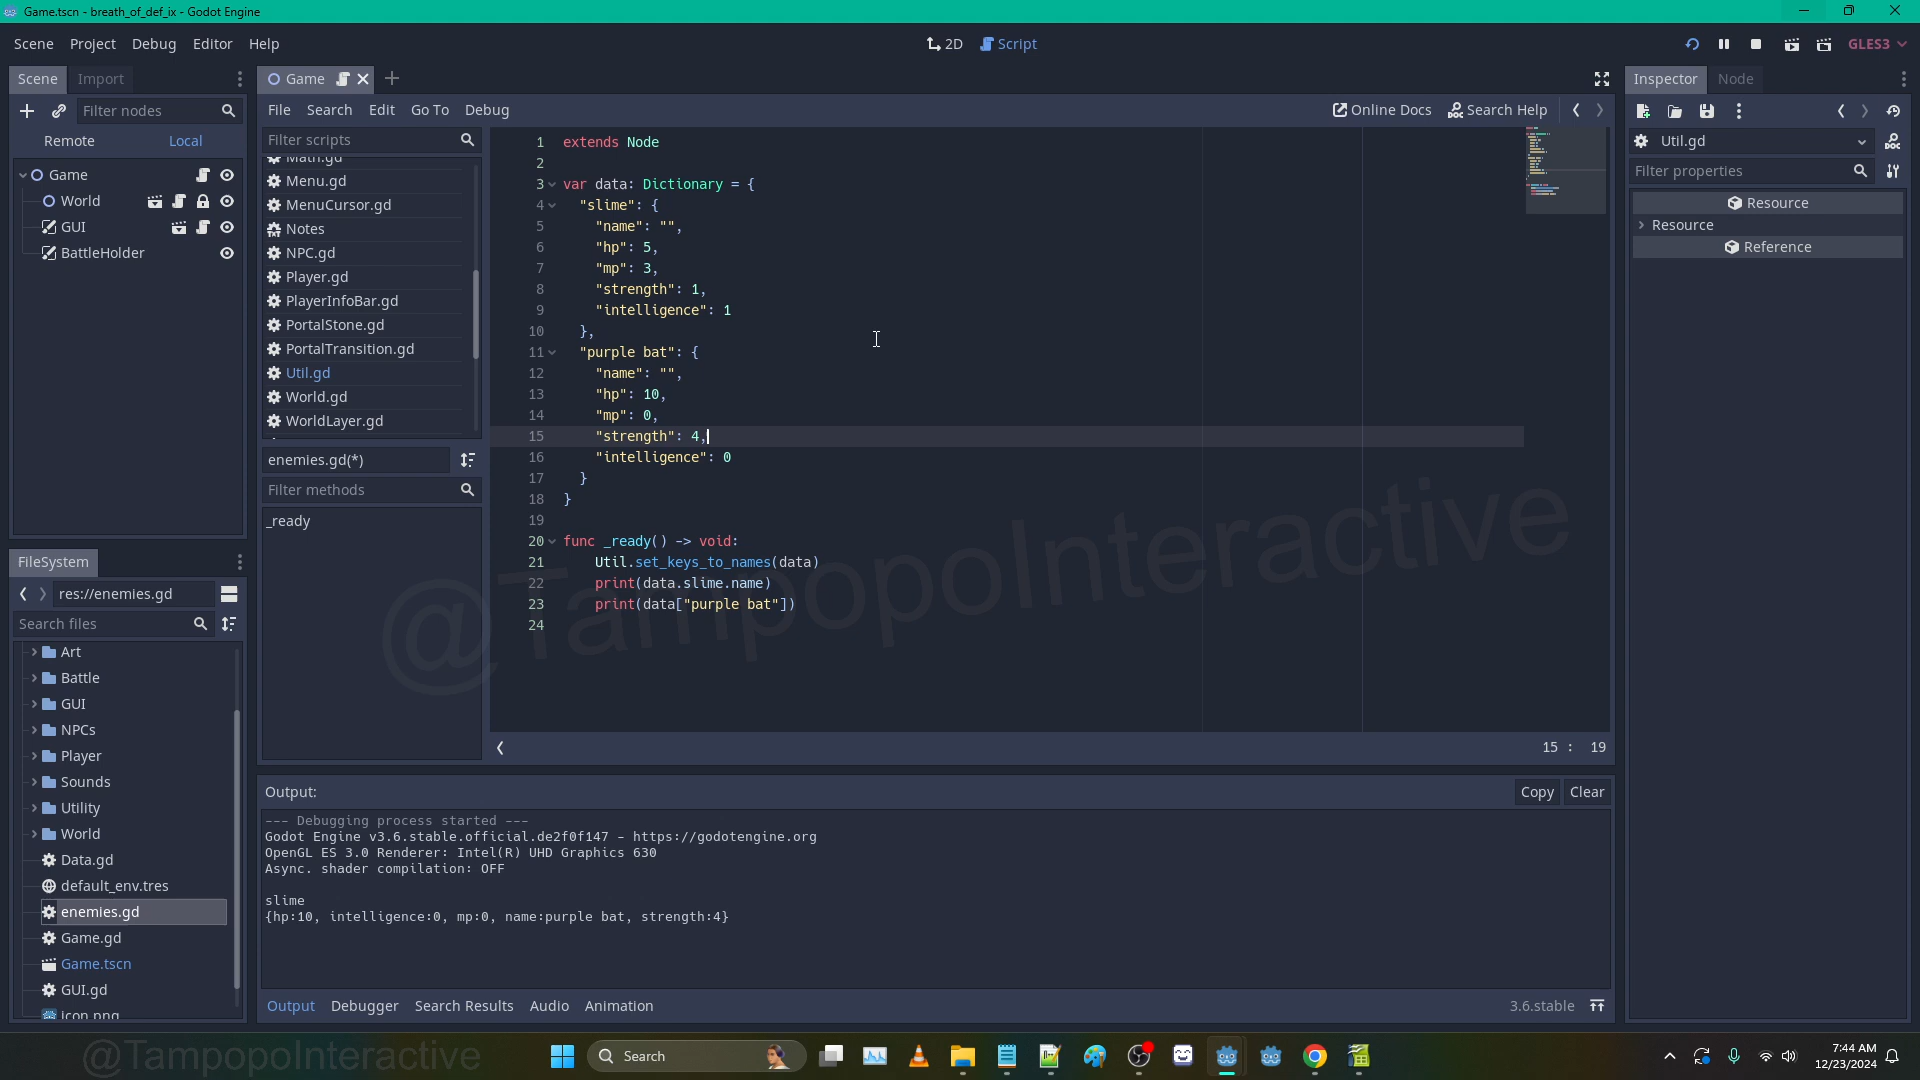 Game.tscn - breath_of_def_ix - Godot Engine
Scene Project Debug Editor Help
2D Script
GLES3
Scene Import
Filter nodes
Remote Local
Game
World
GUI
BattleHolder
FileSystem
res://enemies.gd
Search files
Art
Battle
GUI
NPCs
Player
Sounds
Utility
World
Data.gd
default_env.tres
enemies.gd
Game.gd
Game.tscn
GUI.gd
icon.png
Game
File Search Edit Go To Debug
Online Docs Search Help
Filter scripts
Math.gd
Menu.gd
MenuCursor.gd
Notes
NPC.gd
Player.gd
PlayerInfoBar.gd
PortalStone.gd
PortalTransition.gd
Util.gd
World.gd
WorldLayer.gd
enemies.gd(*)
Filter methods
_ready
1 extends Node
2
3 var data: Dictionary = {
4 "slime": {
5 "name": "",
6 "hp": 5,
7 "mp": 3,
8 "strength": 1,
9 "intelligence": 1
10 },
11 "purple bat": {
12 "name": "",
13 "hp": 10,
14 "mp": 0,
15 "strength": 4,
16 "intelligence": 0
17 }
18 }
19
20 func _ready() -> void:
21 Util.set_keys_to_names(data)
22 print(data.slime.name)
23 print(data["purple bat"])
24
@TampopoInteractive
15 : 19
Output:
Copy Clear
--- Debugging process started ---
Godot Engine v3.6.stable.official.de2f0f147 - https://godotengine.org
OpenGL ES 3.0 Renderer: Intel(R) UHD Graphics 630
Async. shader compilation: OFF
slime
{hp:10, intelligence:0, mp:0, name:purple bat, strength:4}
Output Debugger Search Results Audio Animation
3.6.stable
Inspector Node
Util.gd
Filter properties
Resource
Resource
Reference
@TampopoInteractive
Search
7:44 AM
12/23/2024